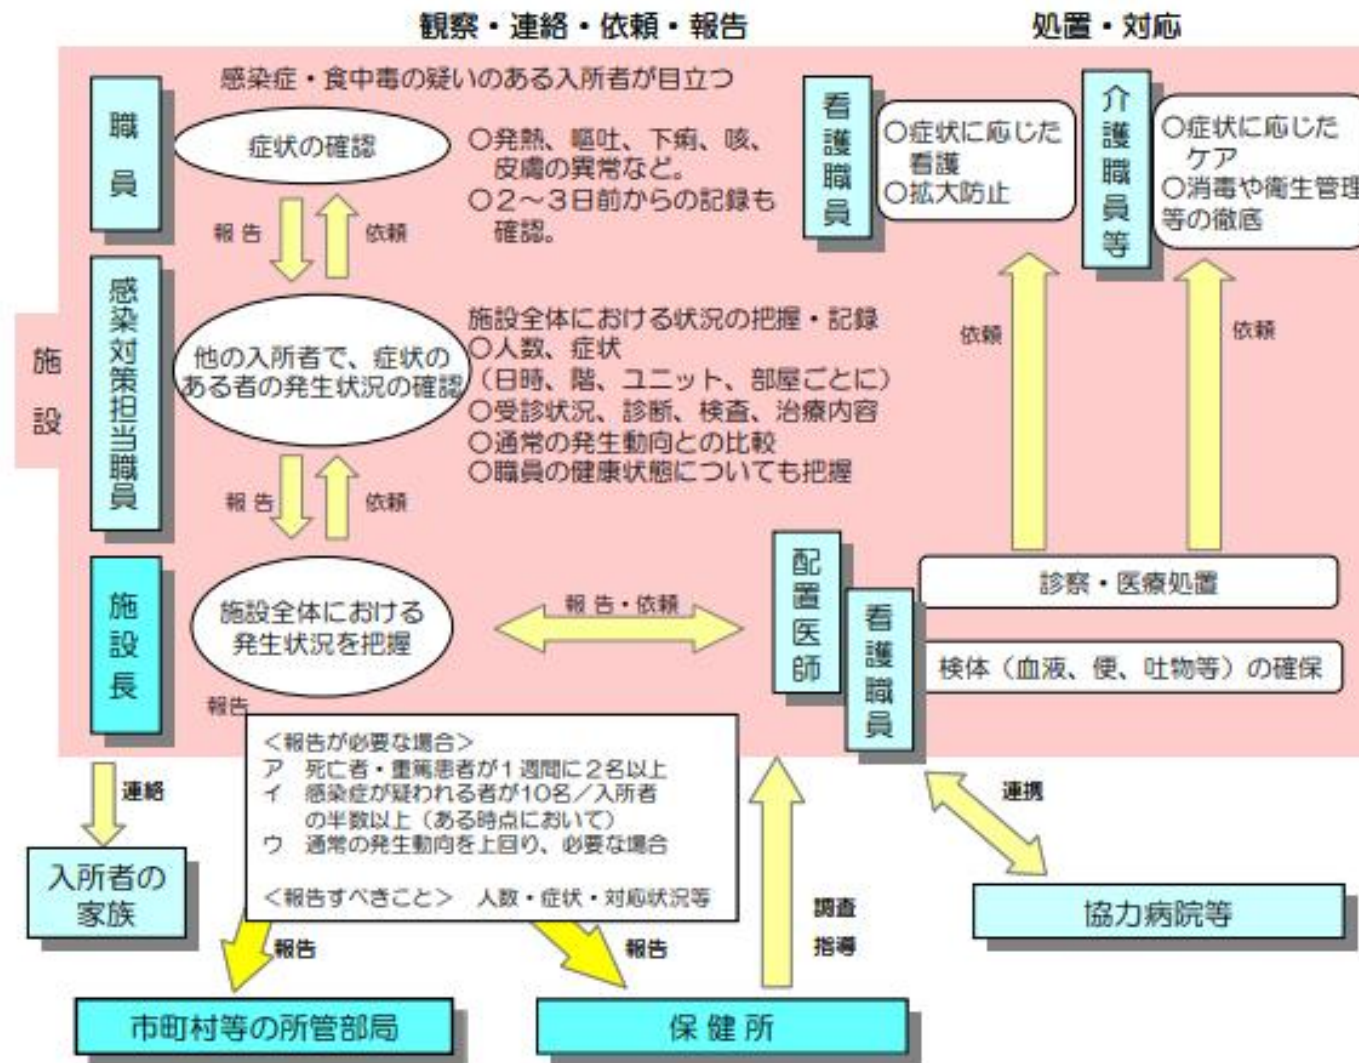 観察・連絡・依頼・報告
処置・対応
施設
職員
感染症・食中毒の疑いのある入所者が目立つ
症状の確認
○発熱、嘔吐、下痢、咳、
皮膚の異常など。
○2～3日前からの記録も
確認。
報告
依頼
感染対策担当職員
他の入所者で、症状の
ある者の発生状況の確認
施設全体における状況の把握・記録
○人数、症状
（日時、階、ユニット、部屋ごとに）
○受診状況、診断、検査、治療内容
○通常の発生動向との比較
○職員の健康状態についても把握
報告
依頼
施設長
施設全体における
発生状況を把握
報告・依頼
看護職員
○症状に応じた
看護
○拡大防止
介護職員等
○症状に応じた
ケア
○消毒や衛生管理
等の徹底
依頼
依頼
配置医師
看護職員
診察・医療処置
検体（血液、便、吐物等）の確保
報告
＜報告が必要な場合＞
ア 死亡者・重篤患者が1週間に2名以上
イ 感染症が疑われる者が10名／入所者
の半数以上（ある時点において）
ウ 通常の発生動向を上回り、必要な場合
＜報告すべきこと＞ 人数・症状・対応状況等
連絡
入所者の
家族
報告
報告
調査
指導
連携
協力病院等
市町村等の所管部局
保健所